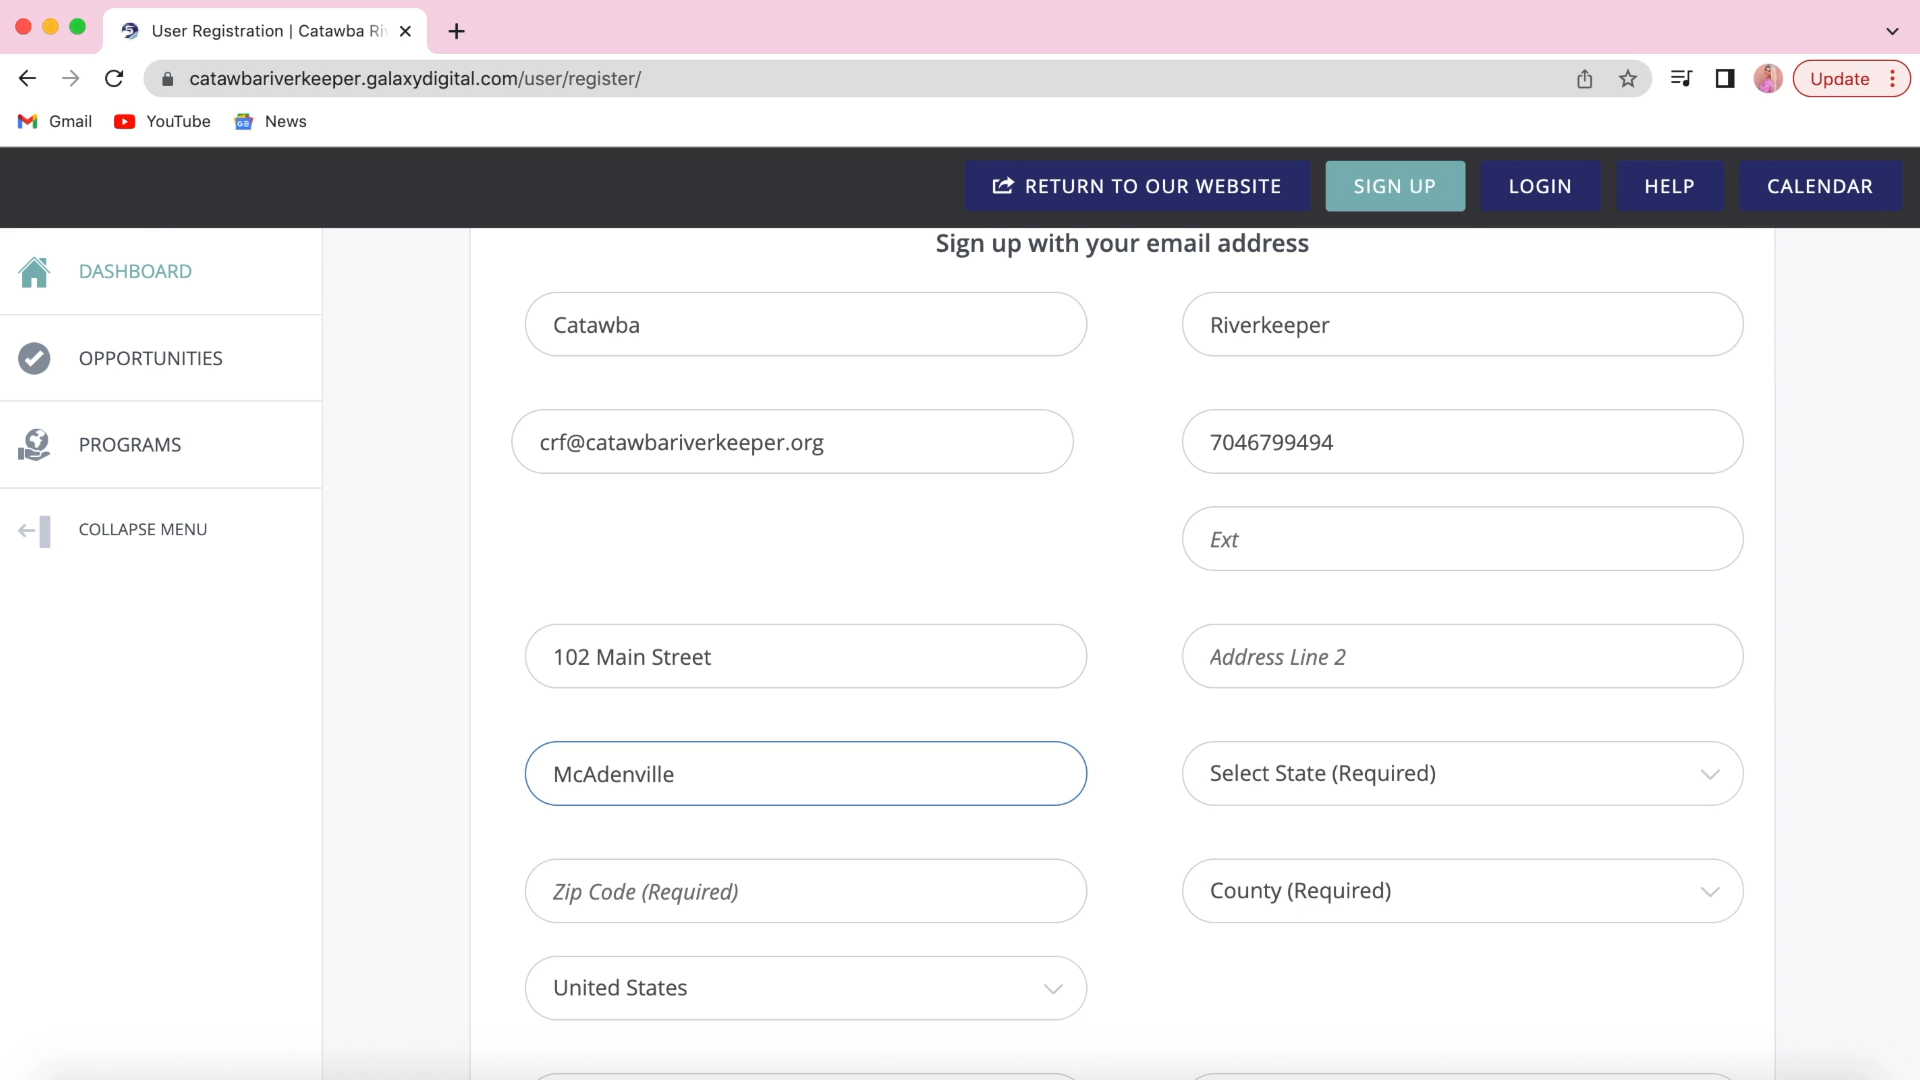 User Registration | Catawba Ri
catawbariverkeeper.galaxydigital.com/user/register/
Update
Gmail
YouTube
News
RETURN TO OUR WEBSITE
SIGN UP
LOGIN
HELP
CALENDAR
DASHBOARD
OPPORTUNITIES
PROGRAMS
COLLAPSE MENU
Sign up with your email address
Catawba
Riverkeeper
crf@catawbariverkeeper.org
7046799494
Ext
102 Main Street
Address Line 2
McAdenville
Select State (Required)
Zip Code (Required)
County (Required)
United States